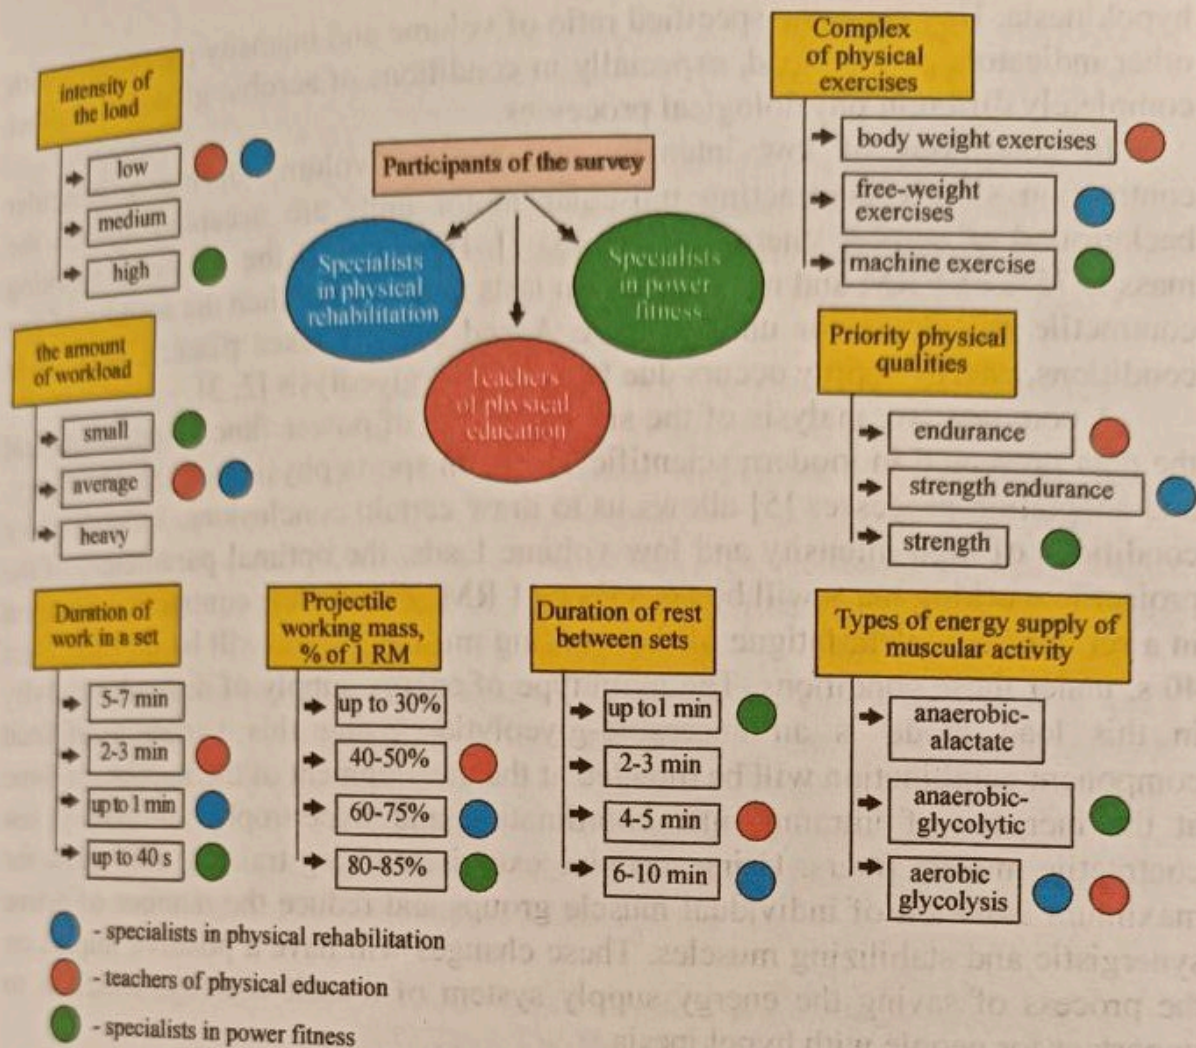 intensity of
the load
low
medium
high
the amount
of workload
small
average
heavy
Participants of the survey
Specialists
in physical
rehabilitation
Specialists
in power
fitness
Teachers
of physical
education
Complex
of physical
exercises
body weight exercises
free-weight
exercises
machine exercise
Priority physical
qualities
endurance
strength endurance
strength
Duration of
work in a set
5-7 min
2-3 min
up to 1 min
up to 40 s
Projectile
working mass,
% of 1 RM
up to 30%
40-50%
60-75%
80-85%
Duration of rest
between sets
up to1 min
2-3 min
4-5 min
6-10 min
Types of energy supply of
muscular activity
anaerobic-
alactate
anaerobic-
glycolytic
aerobic
glycolysis
- specialists in physical rehabilitation
- teachers of physical education
- specialists in power fitness